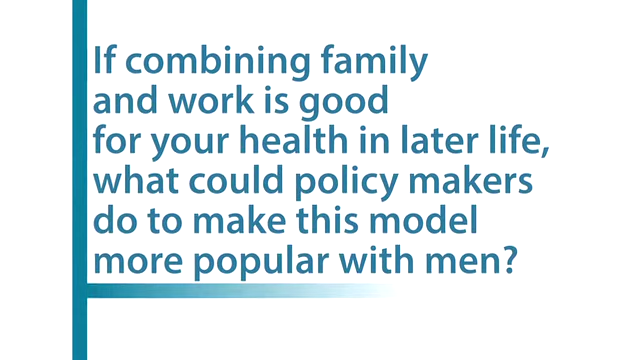 If combining family
and work is good
for your health in later life,
what could policy makers
do to make this model
more popular with men?